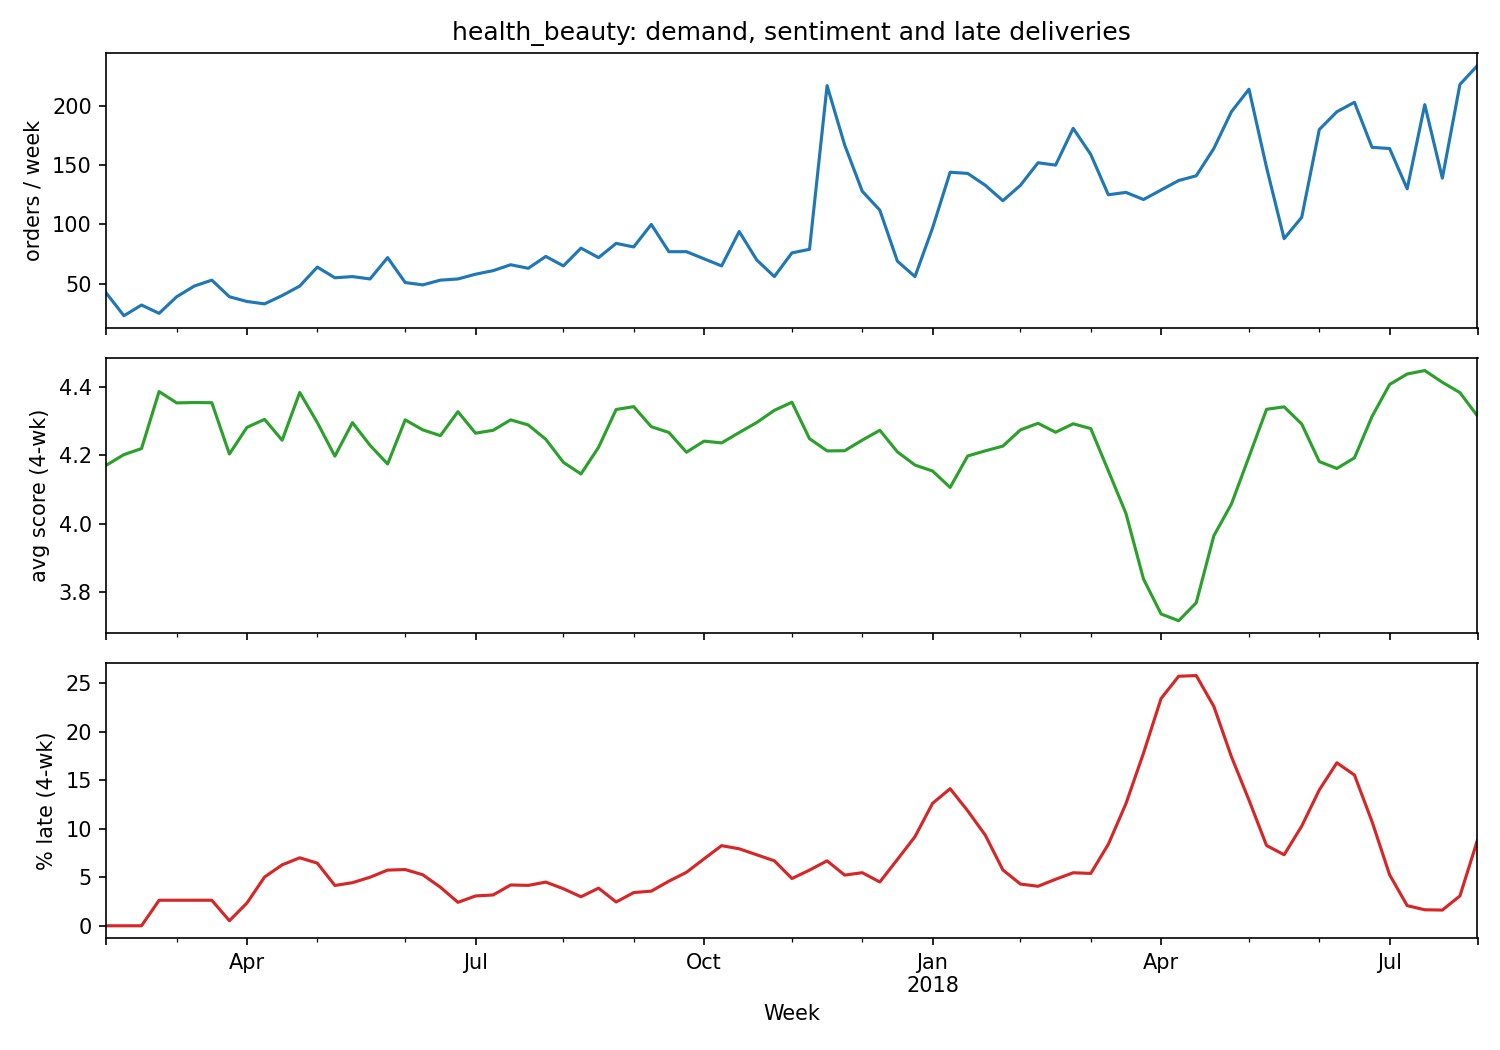 health_beauty: demand, sentiment and late deliveries
orders / week
200
150
100
50
avg score (4-wk)
4.4
4.2
4.0
3.8
% late (4-wk)
25
20
15
10
5
0
Apr Jul Oct Jan Apr Jul
2018
Week